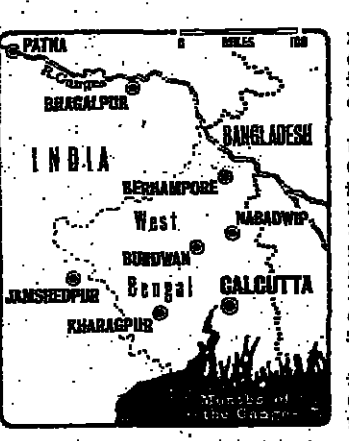 PATNA
0 MILES 100
R. Ganges
BHAGALPUR
BANGLADESH
INDIA
BERHAMPORE
West
NABADWIP
BURDWAN
Bengal
CALCUTTA
JAMSHEDPUR
KHARAGPUR
Mouths of
the Ganges